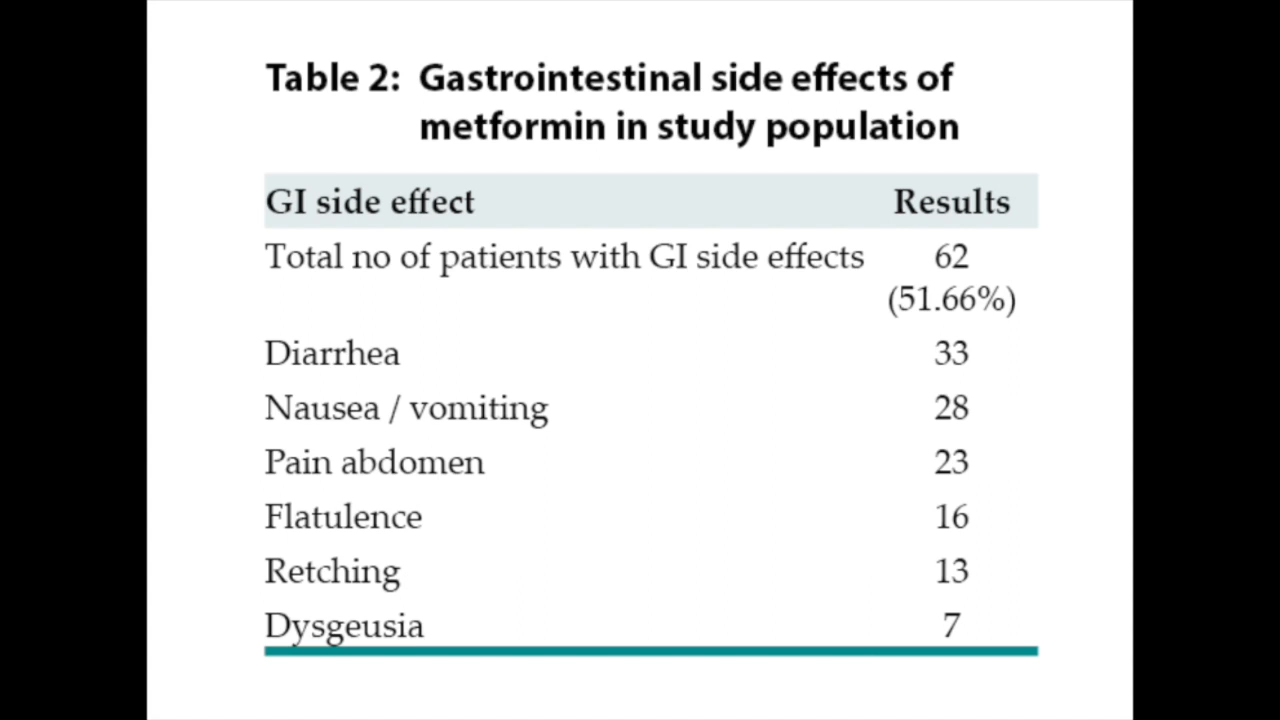 Table 2: Gastrointestinal side effects of
metformin in study population
GI side effect Results
Total no of patients with GI side effects 62
(51.66%)
Diarrhea 33
Nausea / vomiting 28
Pain abdomen 23
Flatulence 16
Retching 13
Dysgeusia 7